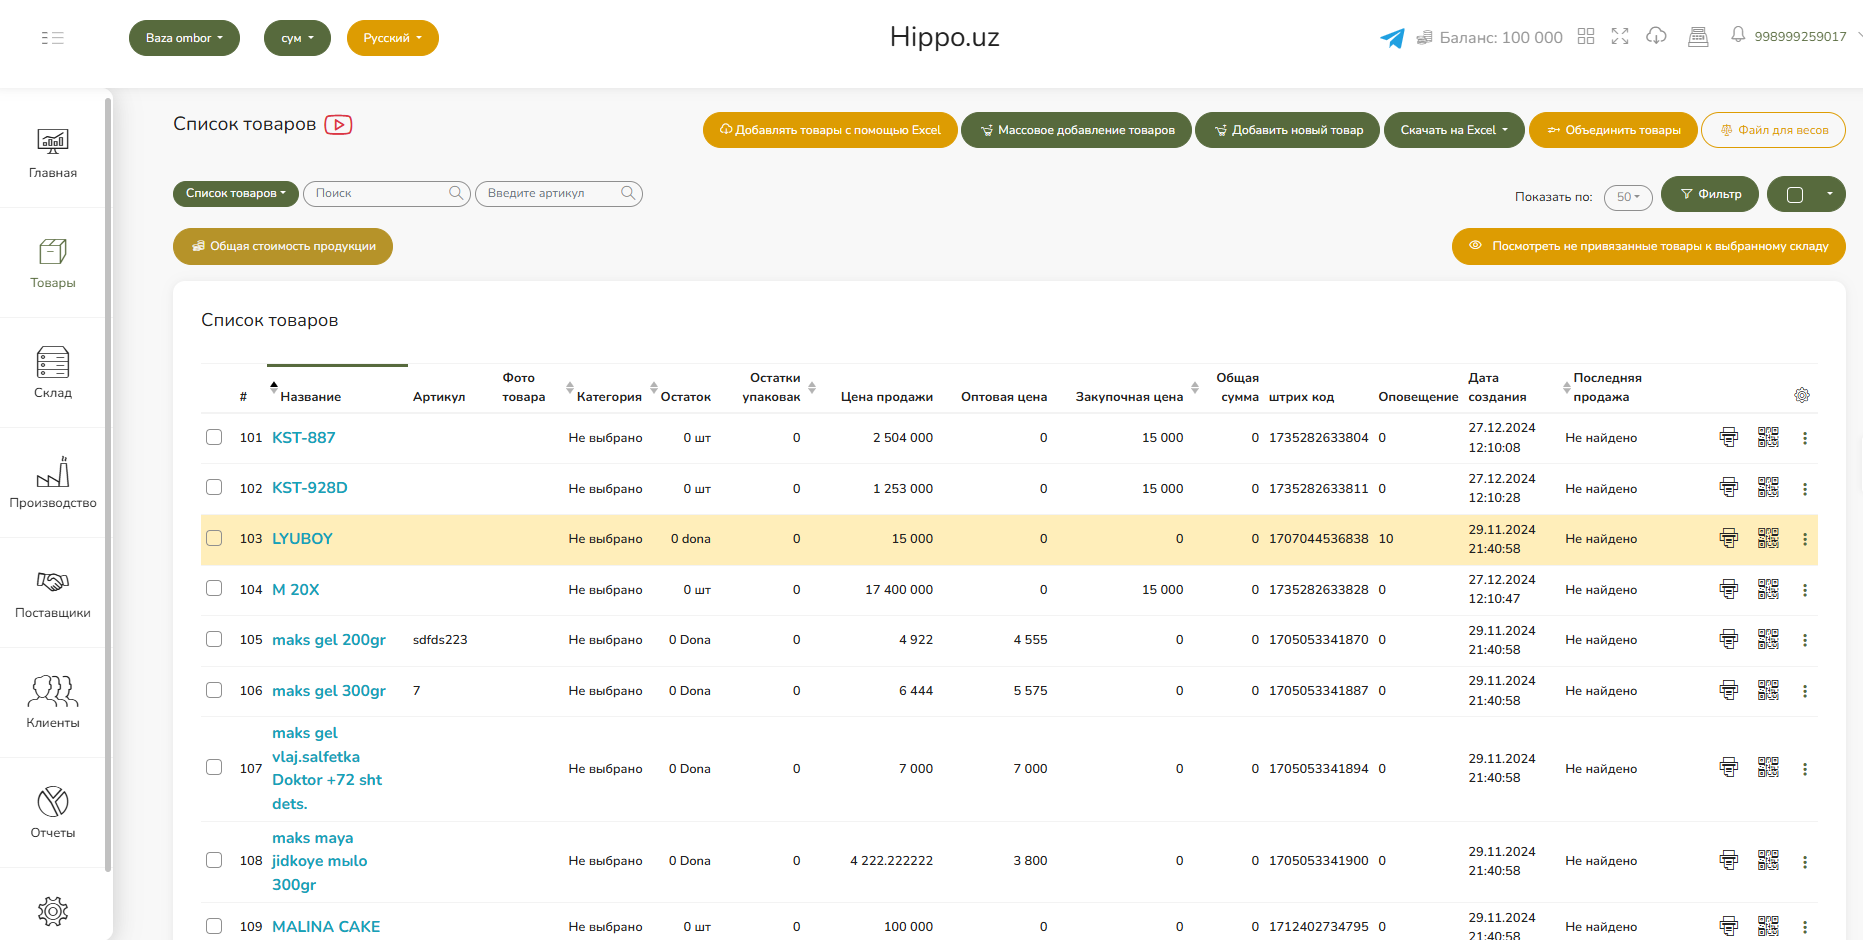 Baza ombor
сум
Русский
Hippo.uz
Баланс: 100 000
998999259017
Главная
Товары
Склад
Производство
Поставщики
Клиенты
Отчеты
Список товаров
Добавлять товары с помощью Excel
Массовое добавление товаров
Добавить новый товар
Скачать на Excel
Объединить товары
Файл для весов
Список товаров
Поиск
Введите артикул
Показать по:
50
Фильтр
Общая стоимость продукции
Посмотреть не привязанные товары к выбранному складу
Список товаров
# Название Артикул Фото товара Категория Остаток Остатки упаковак Цена продажи Оптовая цена Закупочная цена Общая сумма штрих код Оповещение Дата создания Последняя продажа
101 KST-887 Не выбрано 0 шт 0 2 504 000 0 15 000 0 1735282633804 0 27.12.2024 12:10:08 Не найдено
102 KST-928D Не выбрано 0 шт 0 1 253 000 0 15 000 0 1735282633811 0 27.12.2024 12:10:28 Не найдено
103 LYUBOY Не выбрано 0 dona 0 15 000 0 0 0 1707044536838 10 29.11.2024 21:40:58 Не найдено
104 M 20X Не выбрано 0 шт 0 17 400 000 0 15 000 0 1735282633828 0 27.12.2024 12:10:47 Не найдено
105 maks gel 200gr sdfds223 Не выбрано 0 Dona 0 4 922 4 555 0 0 1705053341870 0 29.11.2024 21:40:58 Не найдено
106 maks gel 300gr 7 Не выбрано 0 Dona 0 6 444 5 575 0 0 1705053341887 0 29.11.2024 21:40:58 Не найдено
107 maks gel vlaj.salfetka Doktor +72 sht dets. Не выбрано 0 Dona 0 7 000 7 000 0 0 1705053341894 0 29.11.2024 21:40:58 Не найдено
108 maks maya jidkoye mыlo 300gr Не выбрано 0 Dona 0 4 222.222222 3 800 0 0 1705053341900 0 29.11.2024 21:40:58 Не найдено
109 MALINA CAKE Не выбрано 0 шт 0 100 000 0 0 0 1712402734795 0 29.11.2024 21:40:58 Не найдено